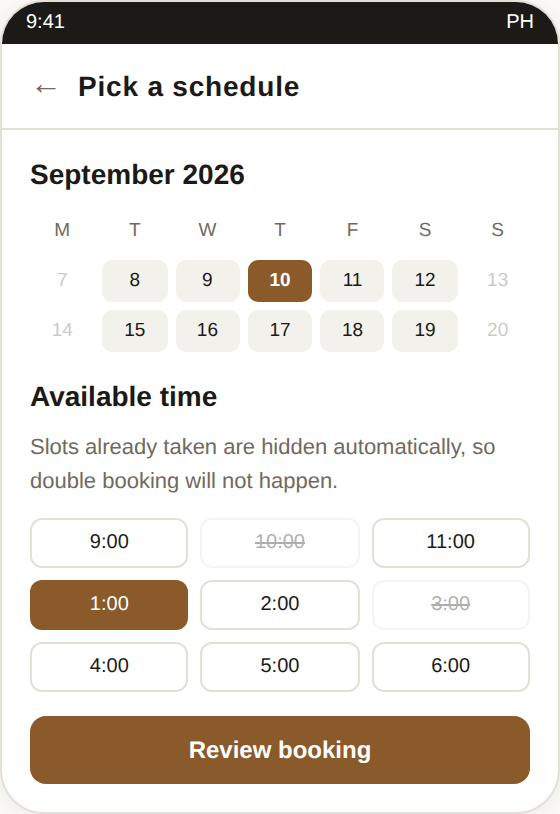 9:41 PH
← Pick a schedule
September 2026
M T W T F S S
7 8 9 10 11 12 13
14 15 16 17 18 19 20
Available time
Slots already taken are hidden automatically, so
double booking will not happen.
9:00 10:00 11:00
1:00 2:00 3:00
4:00 5:00 6:00
Review booking